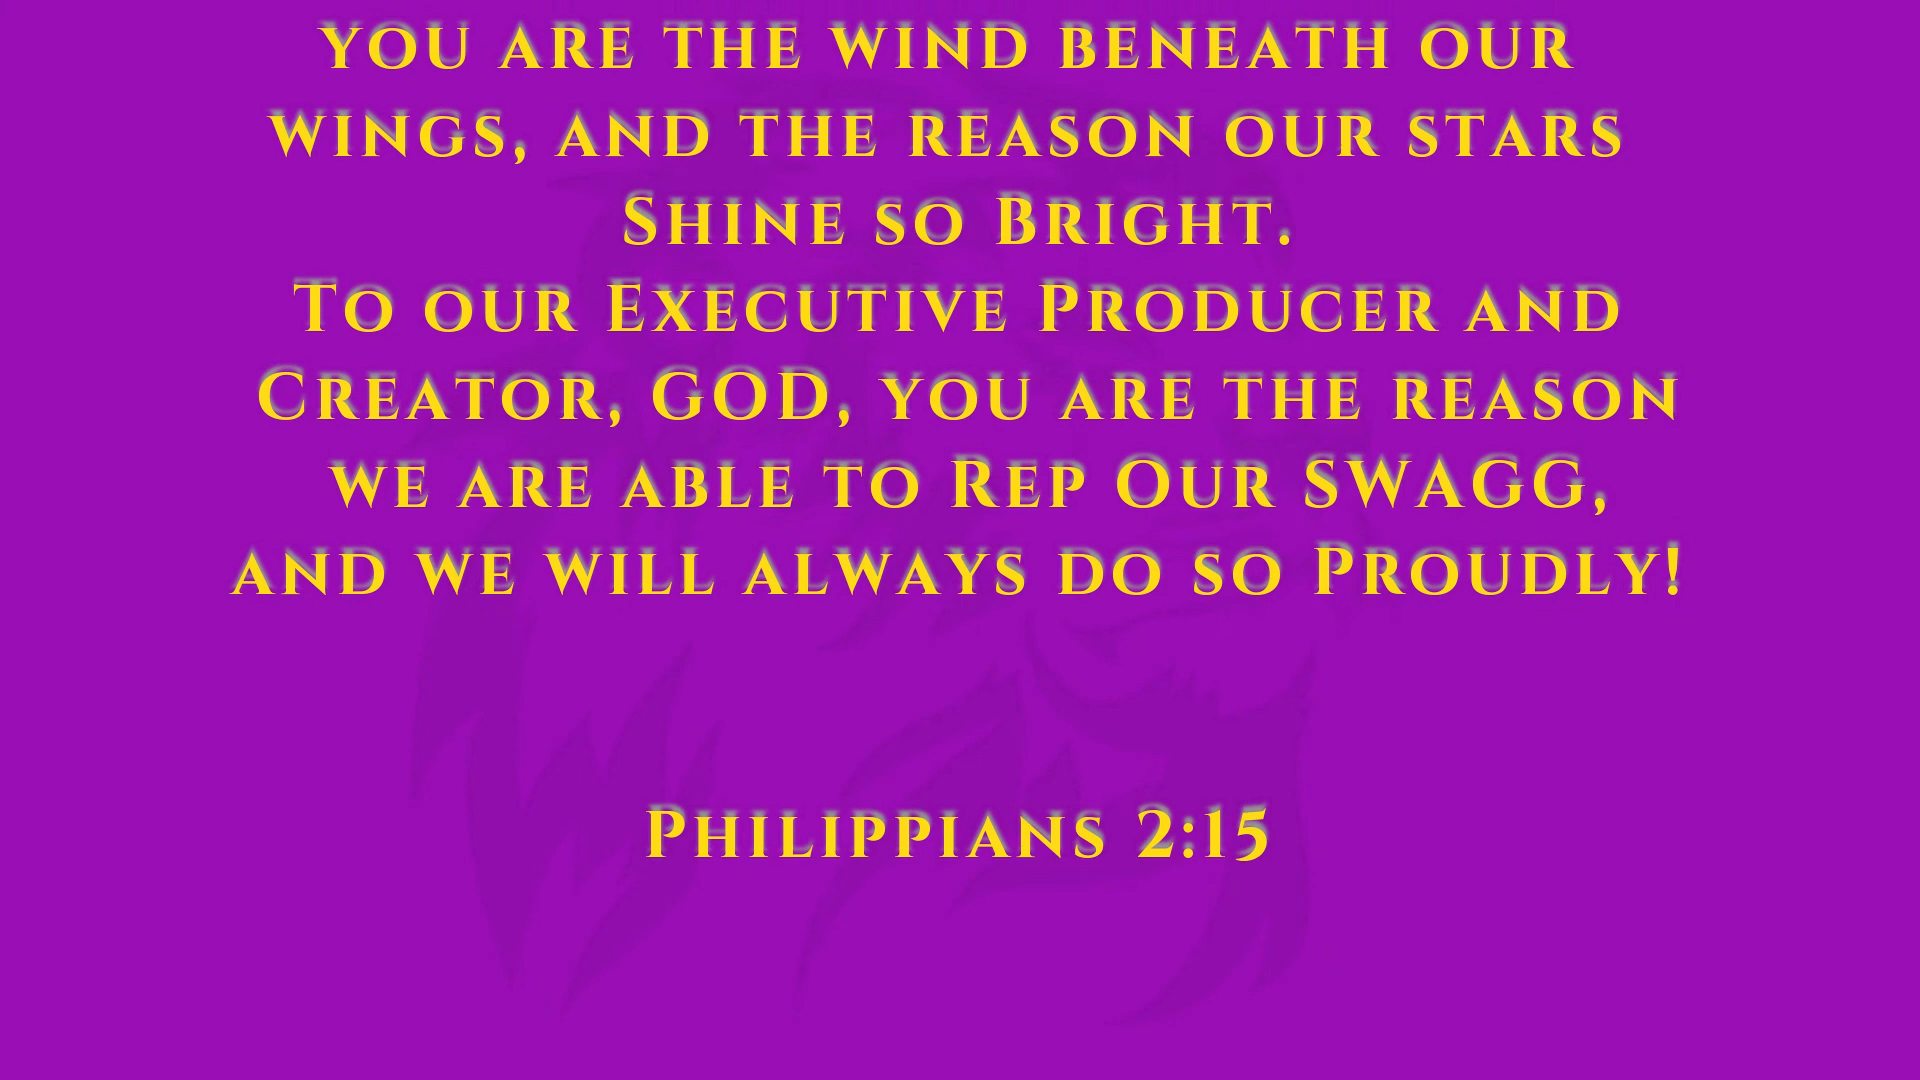 you are the wind beneath our
wings, and the reason our stars
Shine so Bright.
To our Executive Producer and
Creator, GOD, you are the reason
we are able to Rep Our SWAGG,
and we will always do so Proudly!
Philippians 2:15